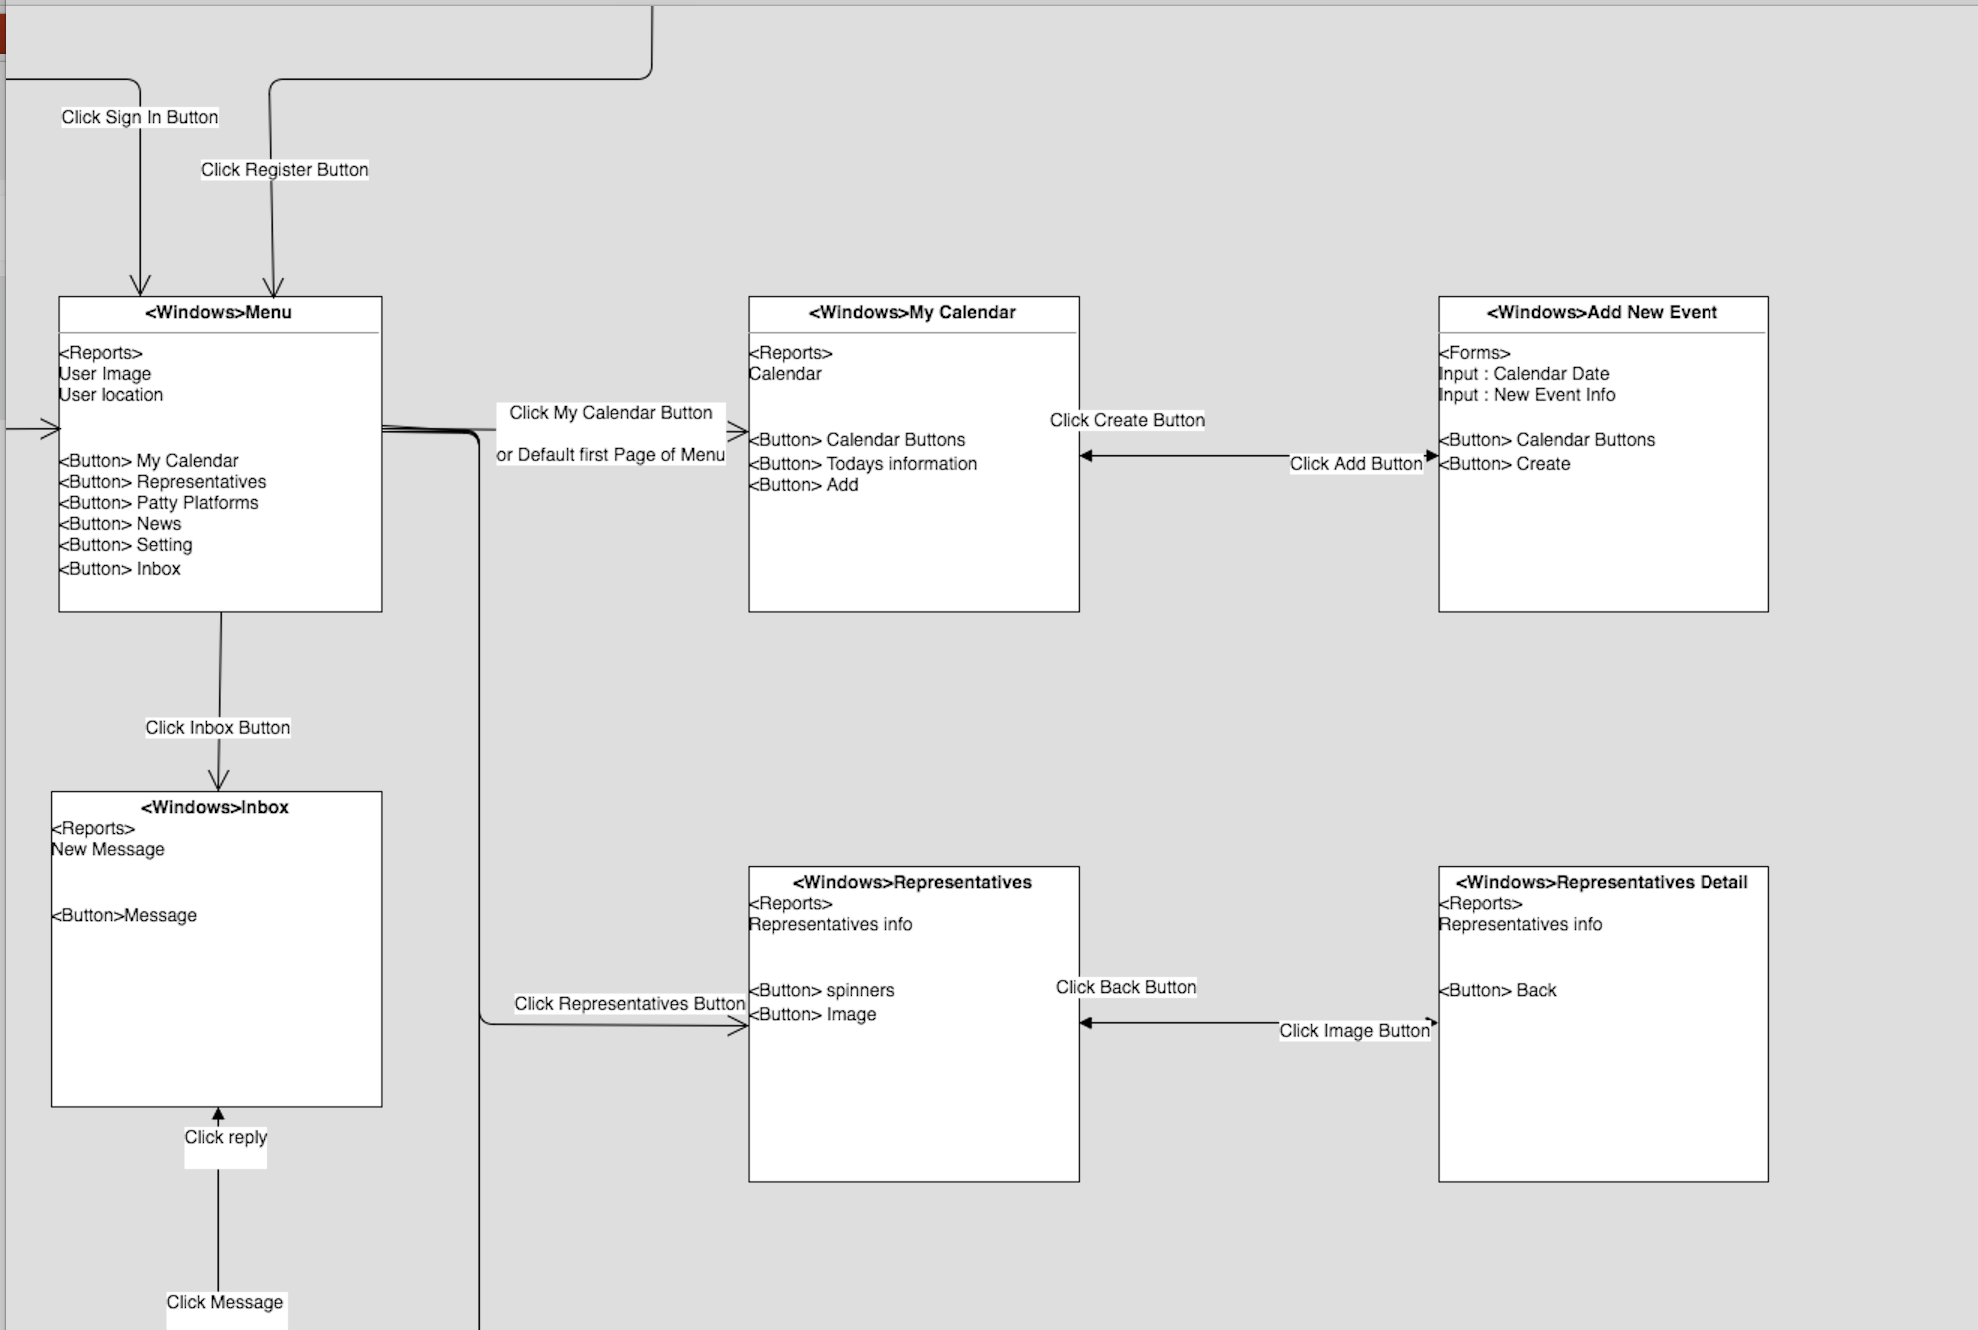 Click Sign In Button
Click Register Button
<Windows>Menu
<Reports>
User Image
User location
<Button> My Calendar
<Button> Representatives
<Button> Patty Platforms
<Button> News
<Button> Setting
<Button> Inbox
Click My Calendar Button
or Default first Page of Menu
<Windows>My Calendar
<Reports>
Calendar
<Button> Calendar Buttons
<Button> Todays information
<Button> Add
Click Create Button
Click Add Button
<Windows>Add New Event
<Forms>
Input : Calendar Date
Input : New Event Info
<Button> Calendar Buttons
<Button> Create
Click Inbox Button
<Windows>Inbox
<Reports>
New Message
<Button>Message
Click reply
Click Message
Click Representatives Button
<Windows>Representatives
<Reports>
Representatives info
<Button> spinners
<Button> Image
Click Back Button
Click Image Button
<Windows>Representatives Detail
<Reports>
Representatives info
<Button> Back